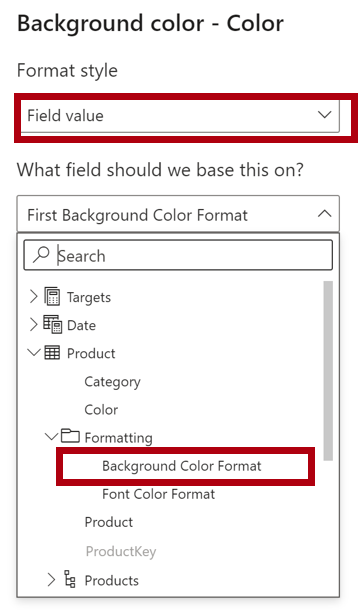 Background color - Color
Format style
Field value
What field should we base this on?
First Background Color Format
Search
Targets
Date
Product
Category
Color
Formatting
Background Color Format
Font Color Format
Product
ProductKey
Products